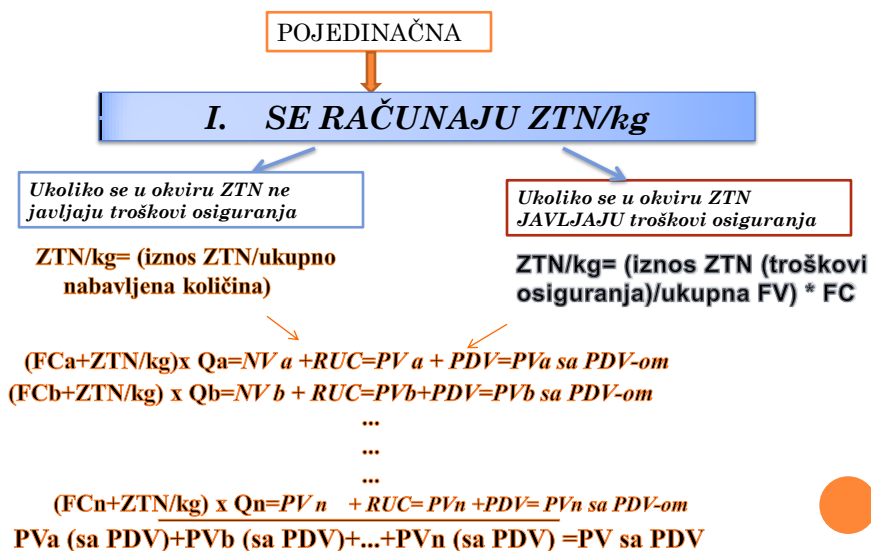 POJEDINAČNA
I. SE RAČUNAJU ZTN/kg
Ukoliko se u okviru ZTN ne
javljaju troškovi osiguranja
Ukoliko se u okviru ZTN
JAVLJAJU troškovi osiguranja
ZTN/kg= (iznos ZTN/ukupno
nabavljena količina)
ZTN/kg= (iznos ZTN (troškovi
osiguranja)/ukupna FV) * FC
(FCa+ZTN/kg)x Qa=NV a +RUC=PV a + PDV=PVa sa PDV-om
(FCb+ZTN/kg) x Qb=NV b + RUC=PVb+PDV=PVb sa PDV-om
...
...
...
(FCn+ZTN/kg) x Qn=PV n + RUC= PVn +PDV= PVn sa PDV-om
PVa (sa PDV)+PVb (sa PDV)+...+PVn (sa PDV) =PV sa PDV